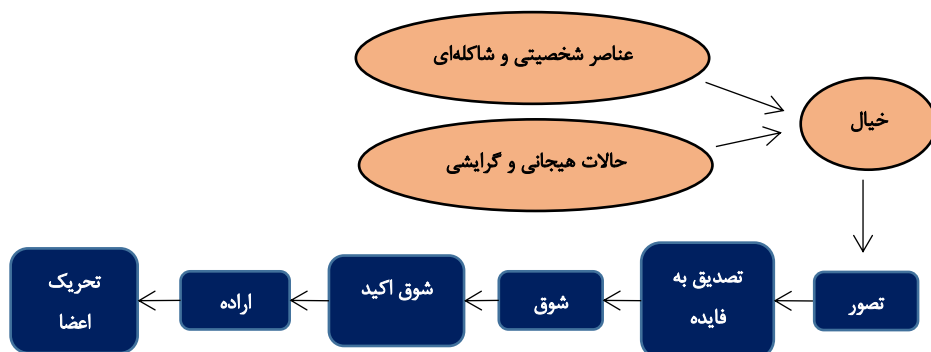 عناصر شخصیتی و شاکله‌ای
خیال
حالات هیجانی و گرایشی
تصور
تصدیق به
فایده
شوق
شوق اکید
اراده
تحریک
اعضا